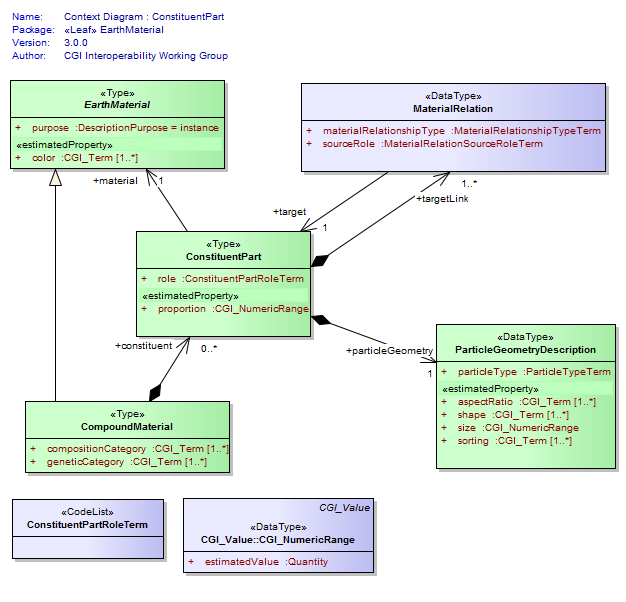 Name: Context Diagram : ConstituentPart
Package: «Leaf» EarthMaterial
Version: 3.0.0
Author: CGI Interoperability Working Group
«Type»
EarthMaterial
+ purpose :DescriptionPurpose = instance
«estimatedProperty»
+ color :CGI_Term [1..*]
«DataType»
MaterialRelation
+ materialRelationshipType :MaterialRelationshipTypeTerm
+ sourceRole :MaterialRelationSourceRoleTerm
+material
1
1..*
+targetLink
+target
1
«Type»
ConstituentPart
+ role :ConstituentPartRoleTerm
«estimatedProperty»
+ proportion :CGI_NumericRange
+constituent
0..*
+particleGeometry
1
«DataType»
ParticleGeometryDescription
+ particleType :ParticleTypeTerm
«estimatedProperty»
+ aspectRatio :CGI_Term [1..*]
+ shape :CGI_Term [1..*]
+ size :CGI_NumericRange
+ sorting :CGI_Term [1..*]
«Type»
CompoundMaterial
+ compositionCategory :CGI_Term [1..*]
+ geneticCategory :CGI_Term [1..*]
«CodeList»
ConstituentPartRoleTerm
CGI_Value
«DataType»
CGI_Value::CGI_NumericRange
+ estimatedValue :Quantity